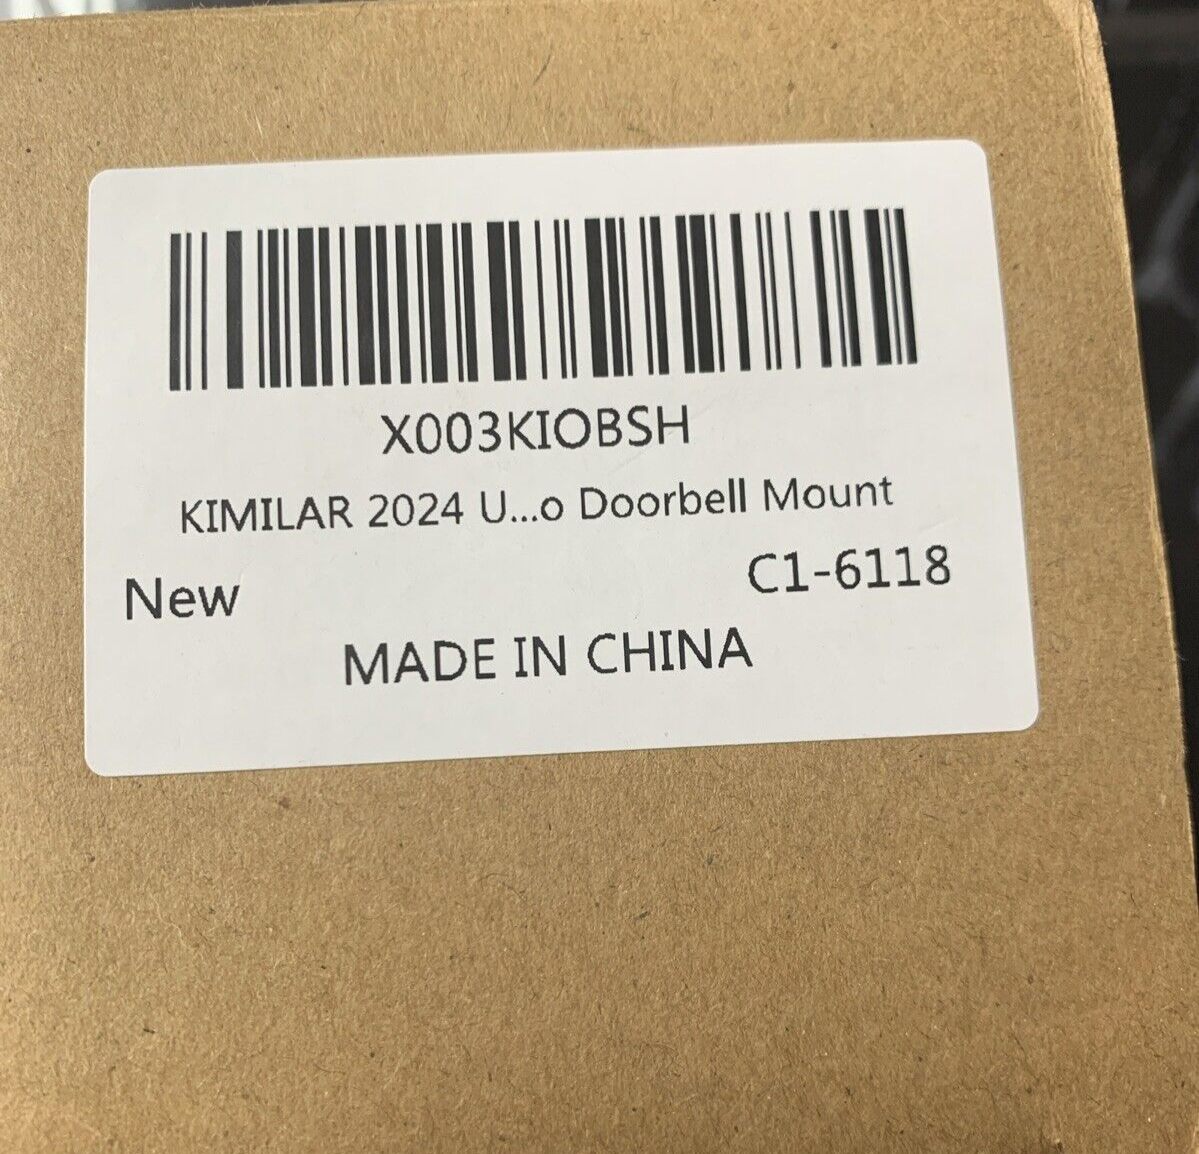 X003KIOBSH
KIMILAR 2024 U...o Doorbell Mount
New
C1-6118
MADE IN CHINA